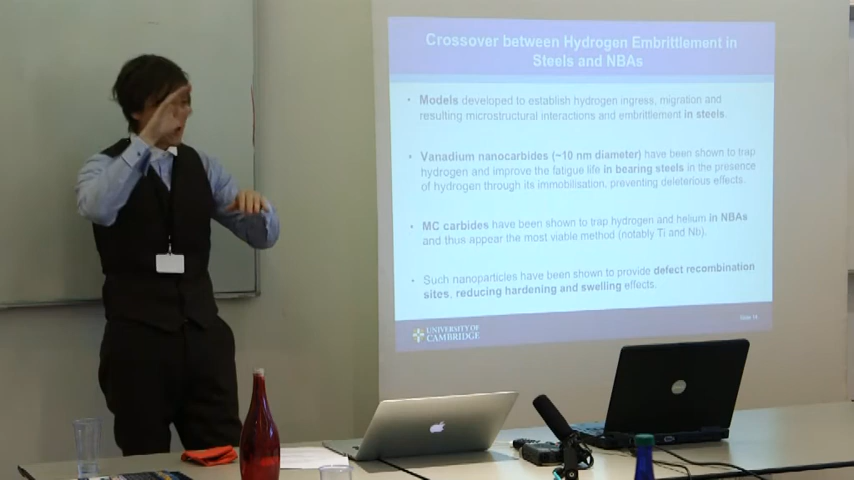 Crossover between Hydrogen Embrittlement in
Steels and NBAs
• Models developed to establish hydrogen ingress, migration and
resulting microstructural interactions and embrittlement in steels.
• Vanadium nanocarbides (~10 nm diameter) have been shown to trap
hydrogen and improve the fatigue life in bearing steels in the presence
of hydrogen through its immobilisation, preventing deleterious effects.
• MC carbides have been shown to trap hydrogen and helium in NBAs
and thus appear the most viable method (notably Ti and Nb).
• Such nanoparticles have been shown to provide defect recombination
sites, reducing hardening and swelling effects.
UNIVERSITY OF
CAMBRIDGE